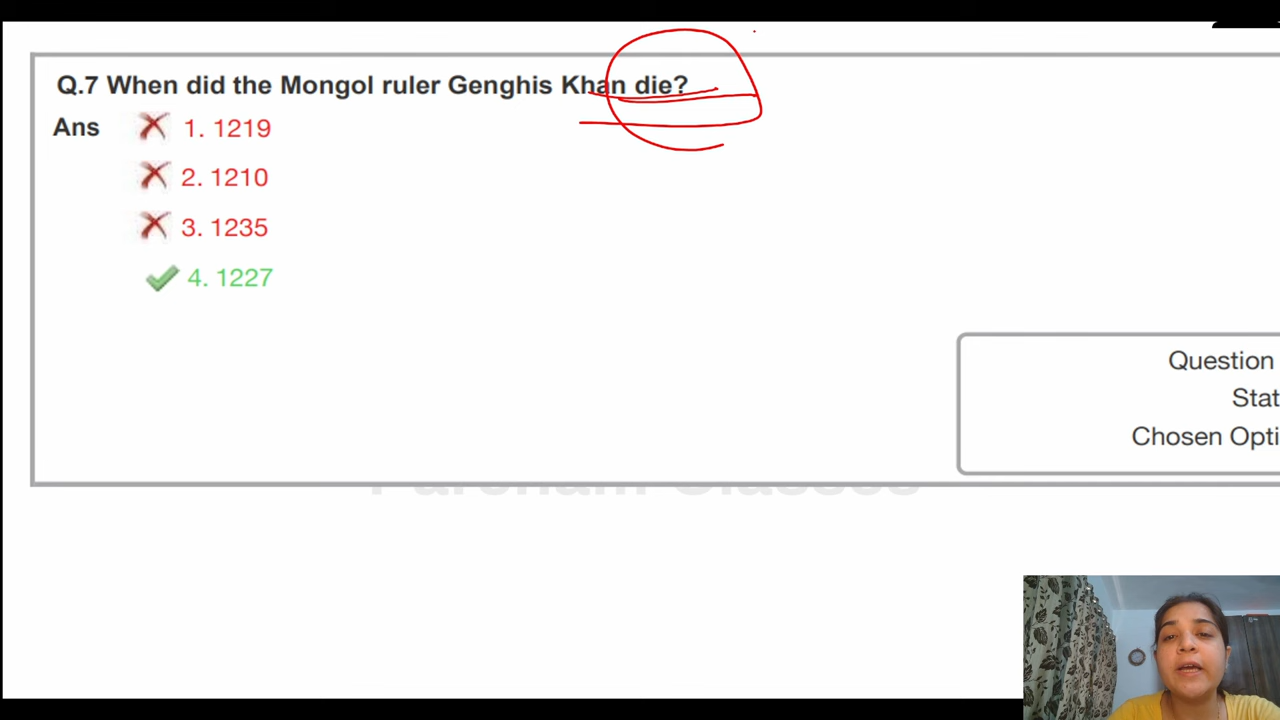 Q.7 When did the Mongol ruler Genghis Khan die?
Ans 1. 1219
2. 1210
3. 1235
4. 1227
Question
Stat
Chosen Opti